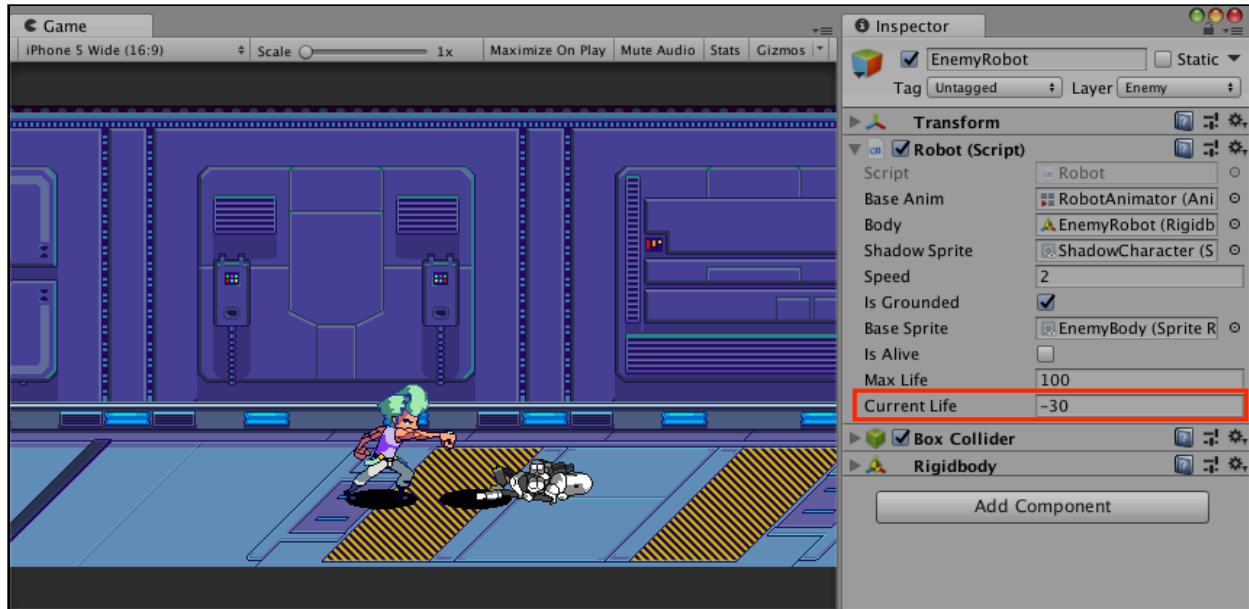 Game
iPhone 5 Wide (16:9) Scale 1x Maximize On Play Mute Audio Stats Gizmos
Inspector
EnemyRobot Static
Tag Untagged Layer Enemy
Transform
c# Robot (Script)
Script Robot
Base Anim RobotAnimator (Ani
Body EnemyRobot (Rigidb
Shadow Sprite ShadowCharacter (S
Speed 2
Is Grounded
Base Sprite EnemyBody (Sprite R
Is Alive
Max Life 100
Current Life -30
Box Collider
Rigidbody
Add Component